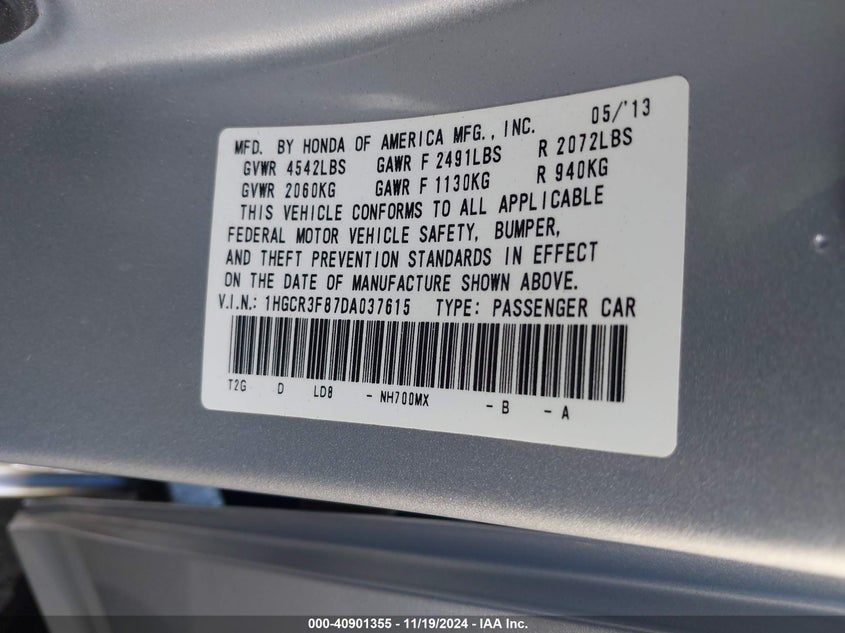 MFD. BY HONDA OF AMERICA MFG., INC. 05/'13
GVWR 4542LBS GAWR F 2491LBS R 2072LBS
GVWR 2060KG GAWR F 1130KG R 940KG
THIS VEHICLE CONFORMS TO ALL APPLICABLE
FEDERAL MOTOR VEHICLE SAFETY, BUMPER,
AND THEFT PREVENTION STANDARDS IN EFFECT
ON THE DATE OF MANUFACTURE SHOWN ABOVE.
V.I.N.: 1HGCR3F87DA037615 TYPE: PASSENGER CAR
T2G D LD8 - NH700MX - B - A
000-40901355 - 11/19/2024 - IAA Inc.